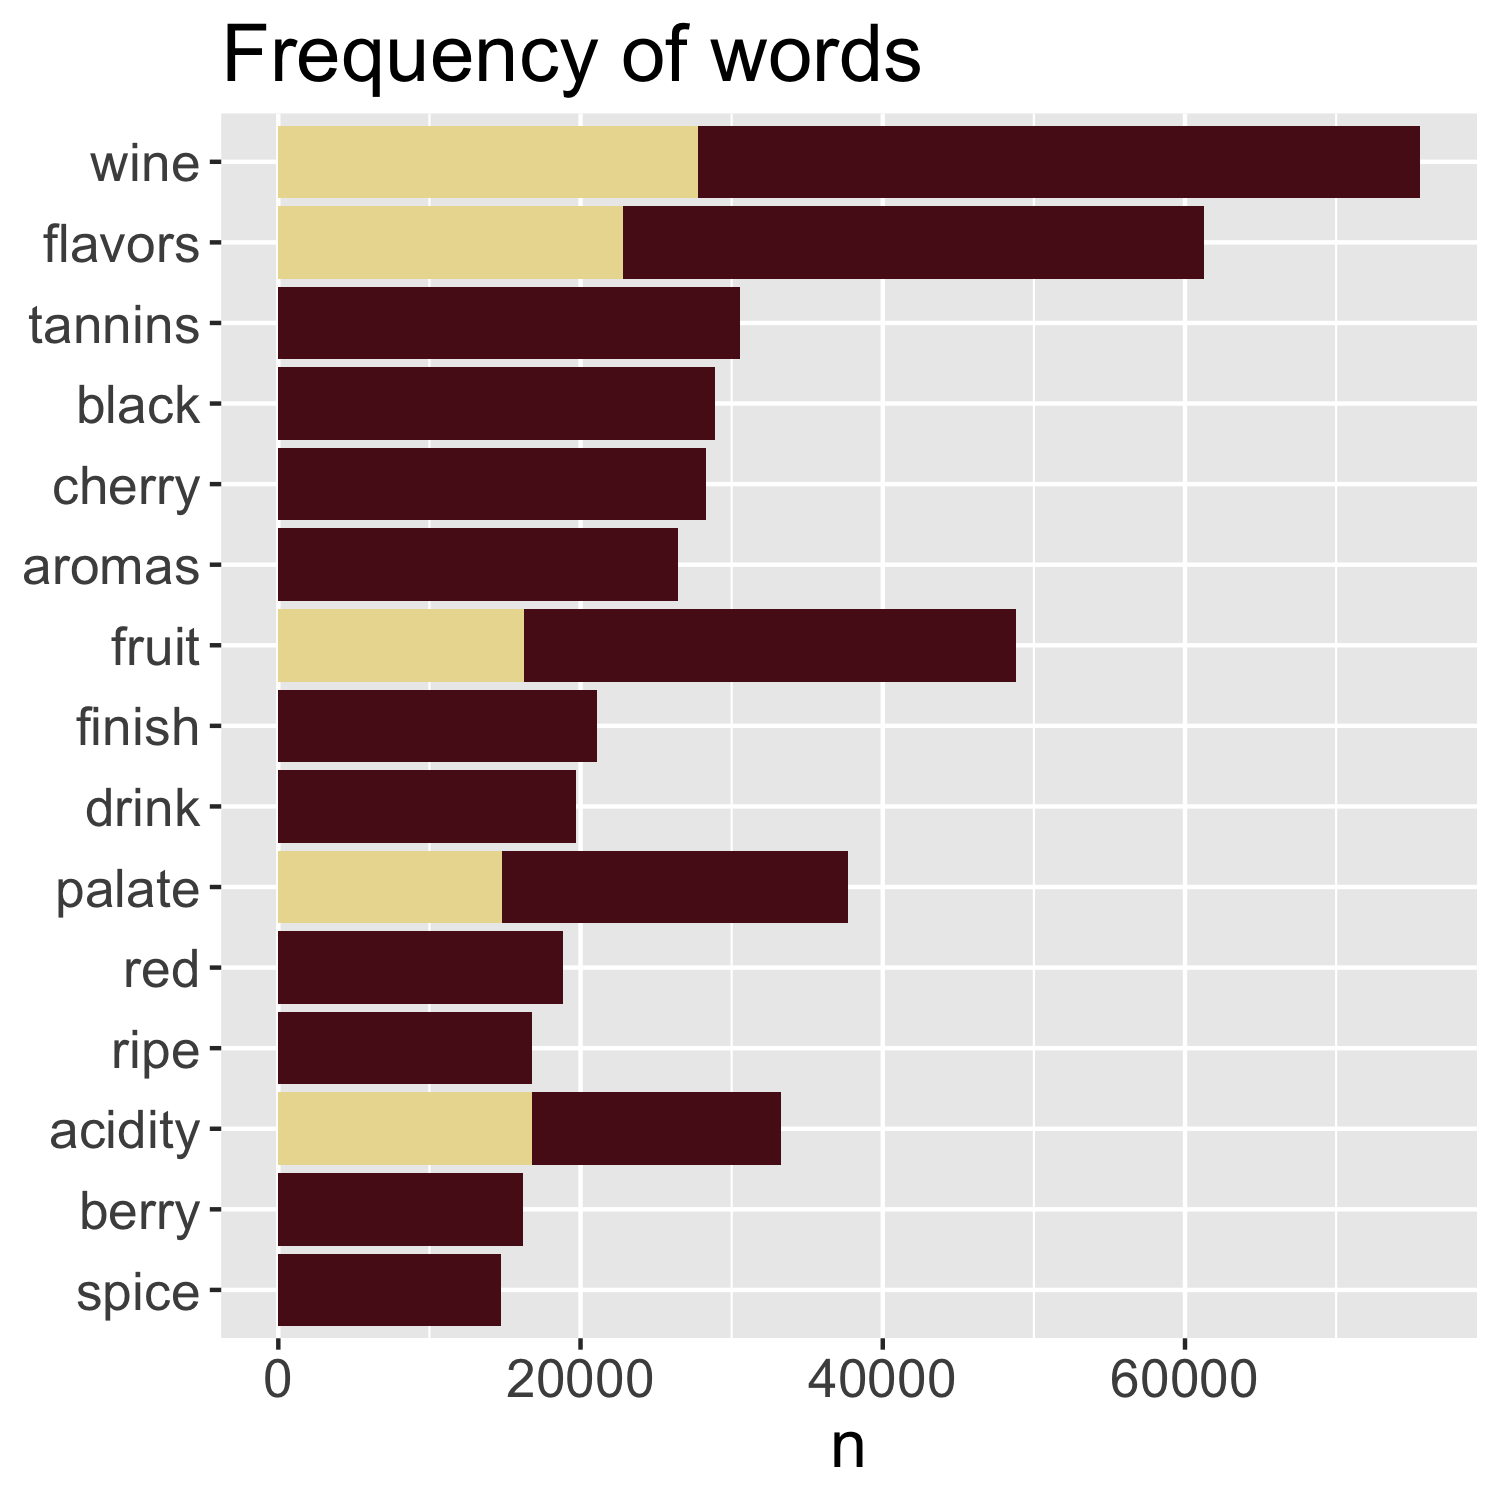 Frequency of words
wine
flavors
tannins
black
cherry
aromas
fruit
finish
drink
palate
red
ripe
acidity
berry
spice
0 20000 40000 60000
n